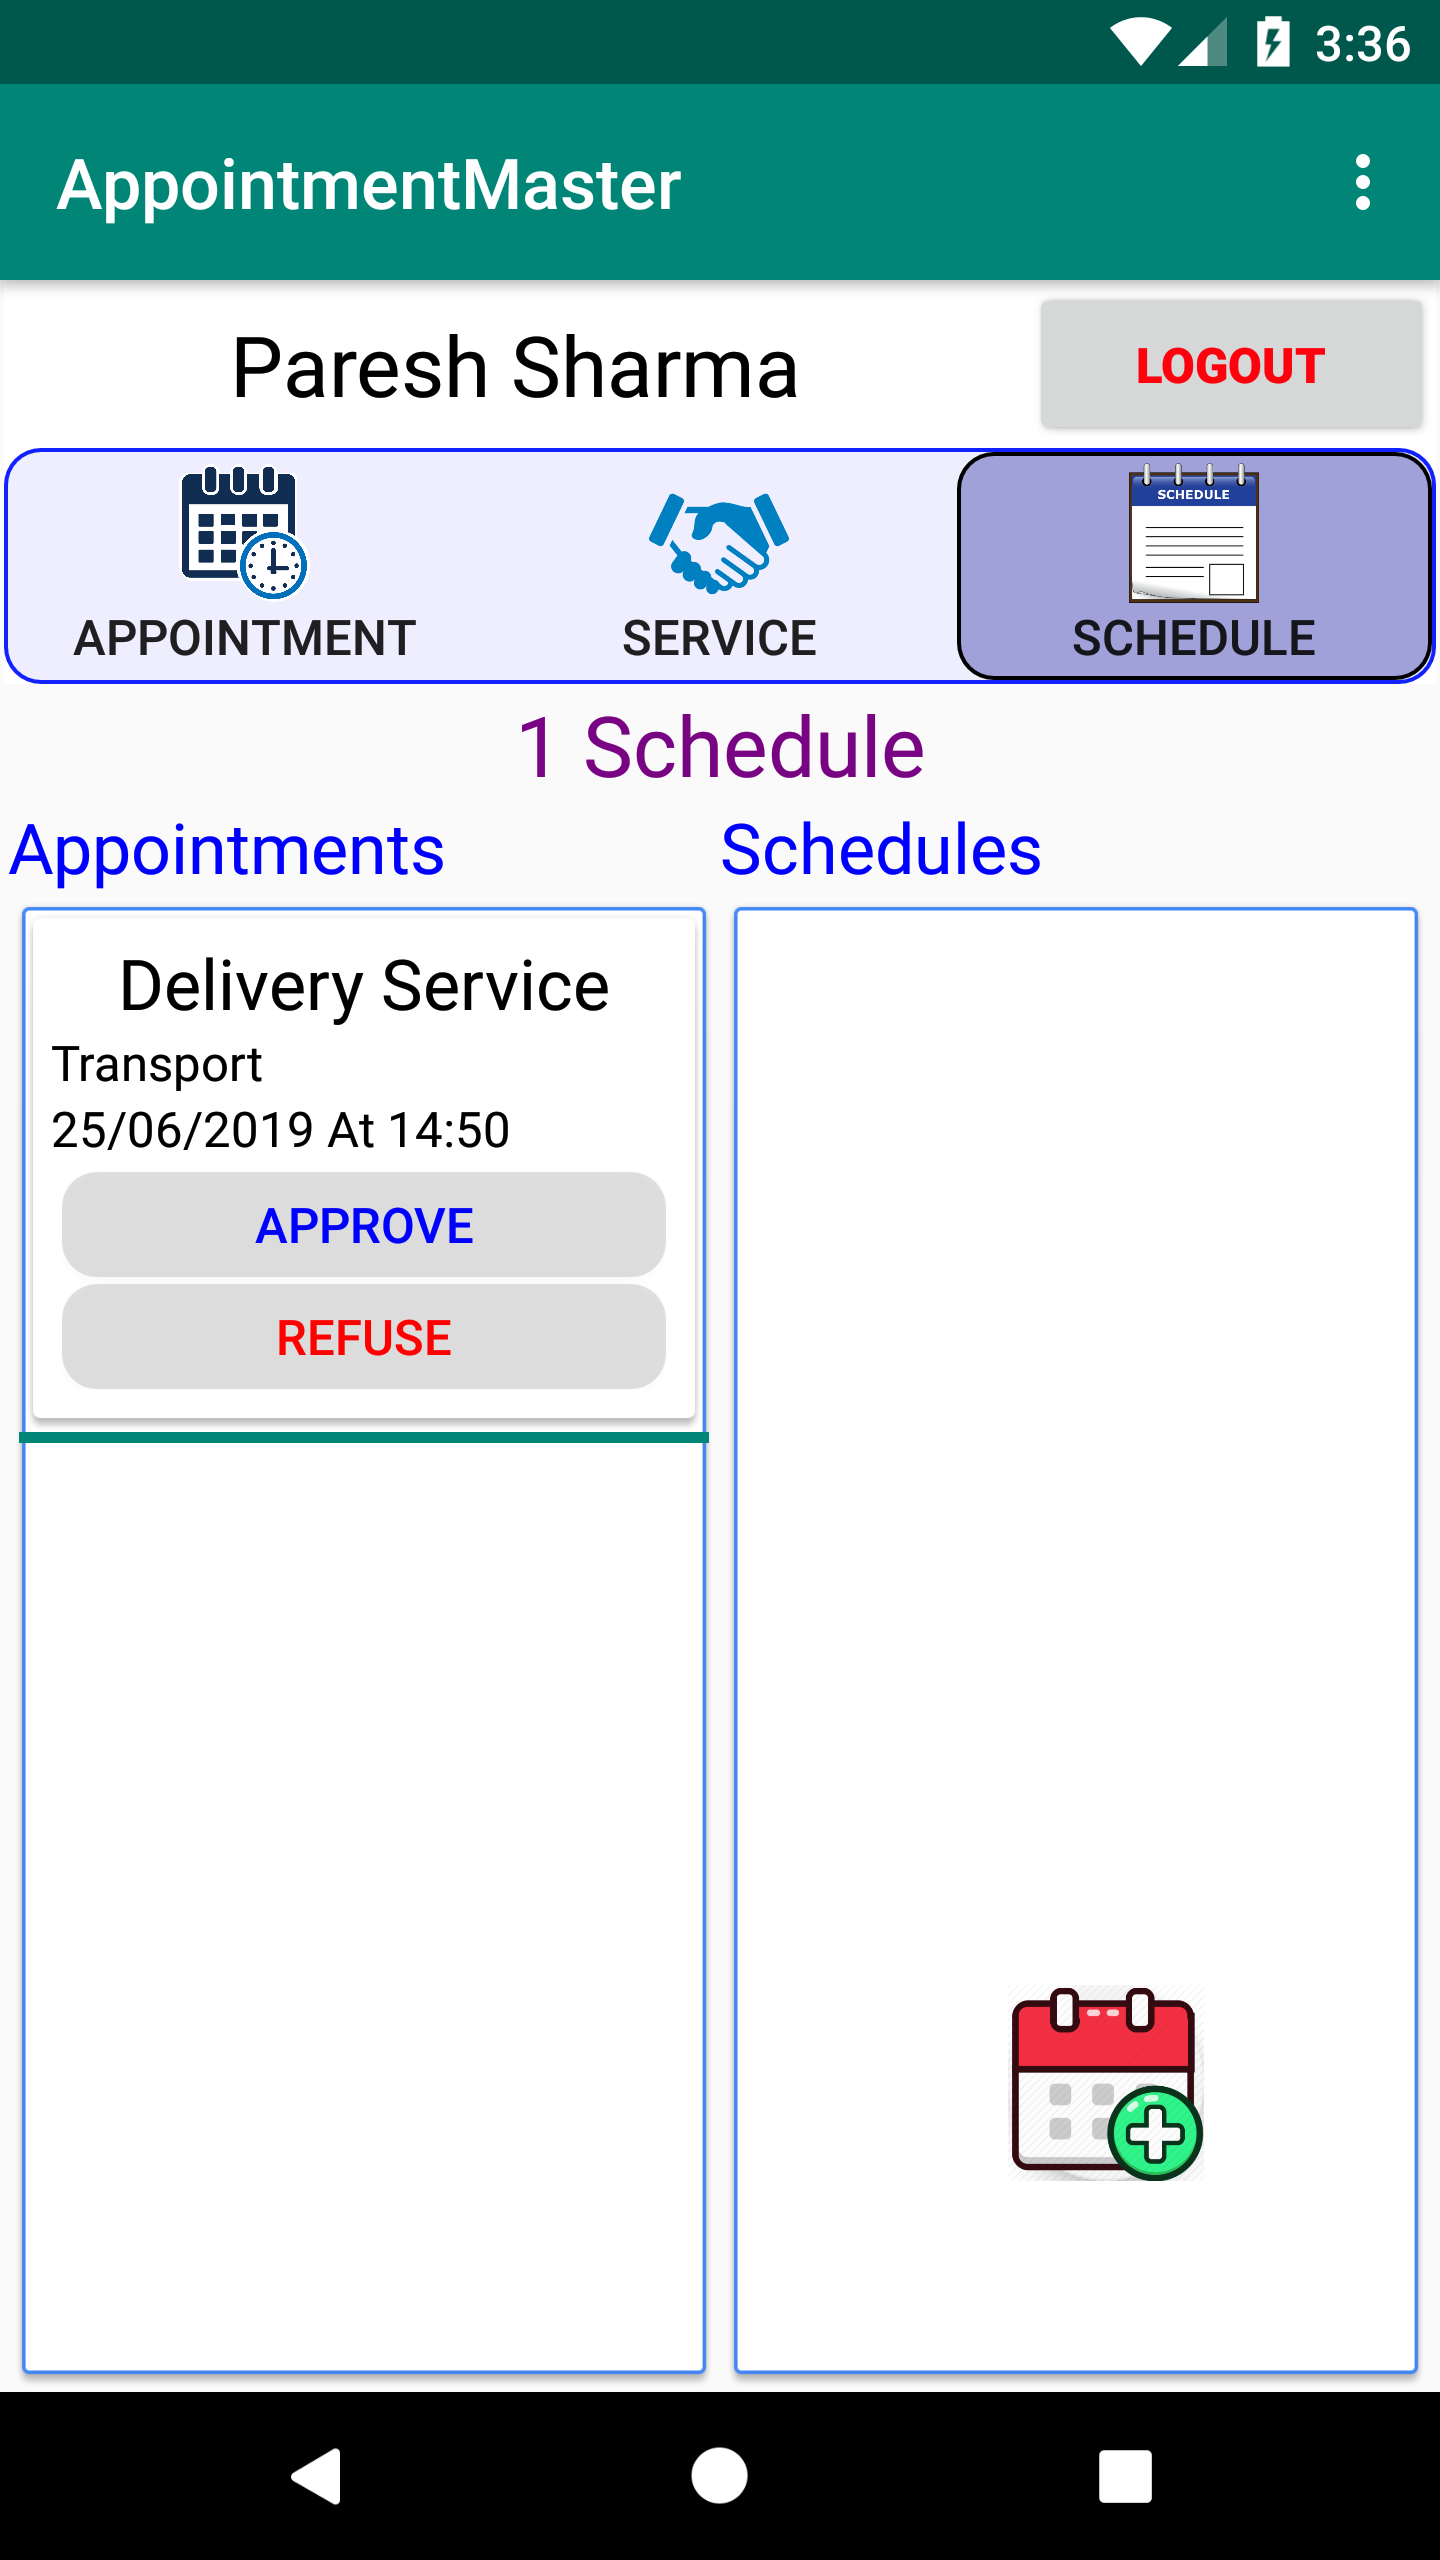 3:36
AppointmentMaster
Paresh Sharma
LOGOUT
SCHEDULE
APPOINTMENT
SERVICE
SCHEDULE
1 Schedule
Appointments
Schedules
Delivery Service
Transport
25/06/2019 At 14:50
APPROVE
REFUSE